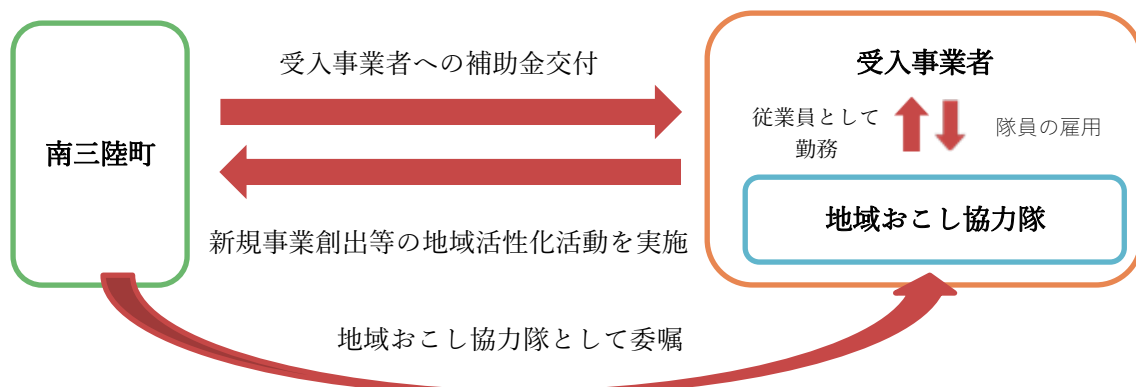 受入事業者への補助金交付
受入事業者
従業員として
勤務
隊員の雇用
南三陸町
地域おこし協力隊
新規事業創出等の地域活性化活動を実施
地域おこし協力隊として委嘱